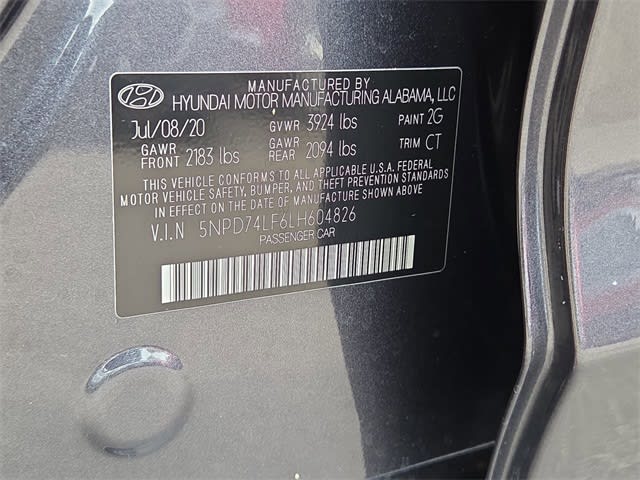 MANUFACTURED BY
HYUNDAI MOTOR MANUFACTURING ALABAMA, LLC
Jul/08/20 GVWR 3924 lbs PAINT 2G
GAWR FRONT 2183 lbs GAWR REAR 2094 lbs TRIM CT
THIS VEHICLE CONFORMS TO ALL APPLICABLE U.S.A. FEDERAL
MOTOR VEHICLE SAFETY, BUMPER, AND THEFT PREVENTION STANDARDS
IN EFFECT ON THE DATE OF MANUFACTURE SHOWN ABOVE.
V.I.N 5NPD74LF6LH604826
PASSENGER CAR